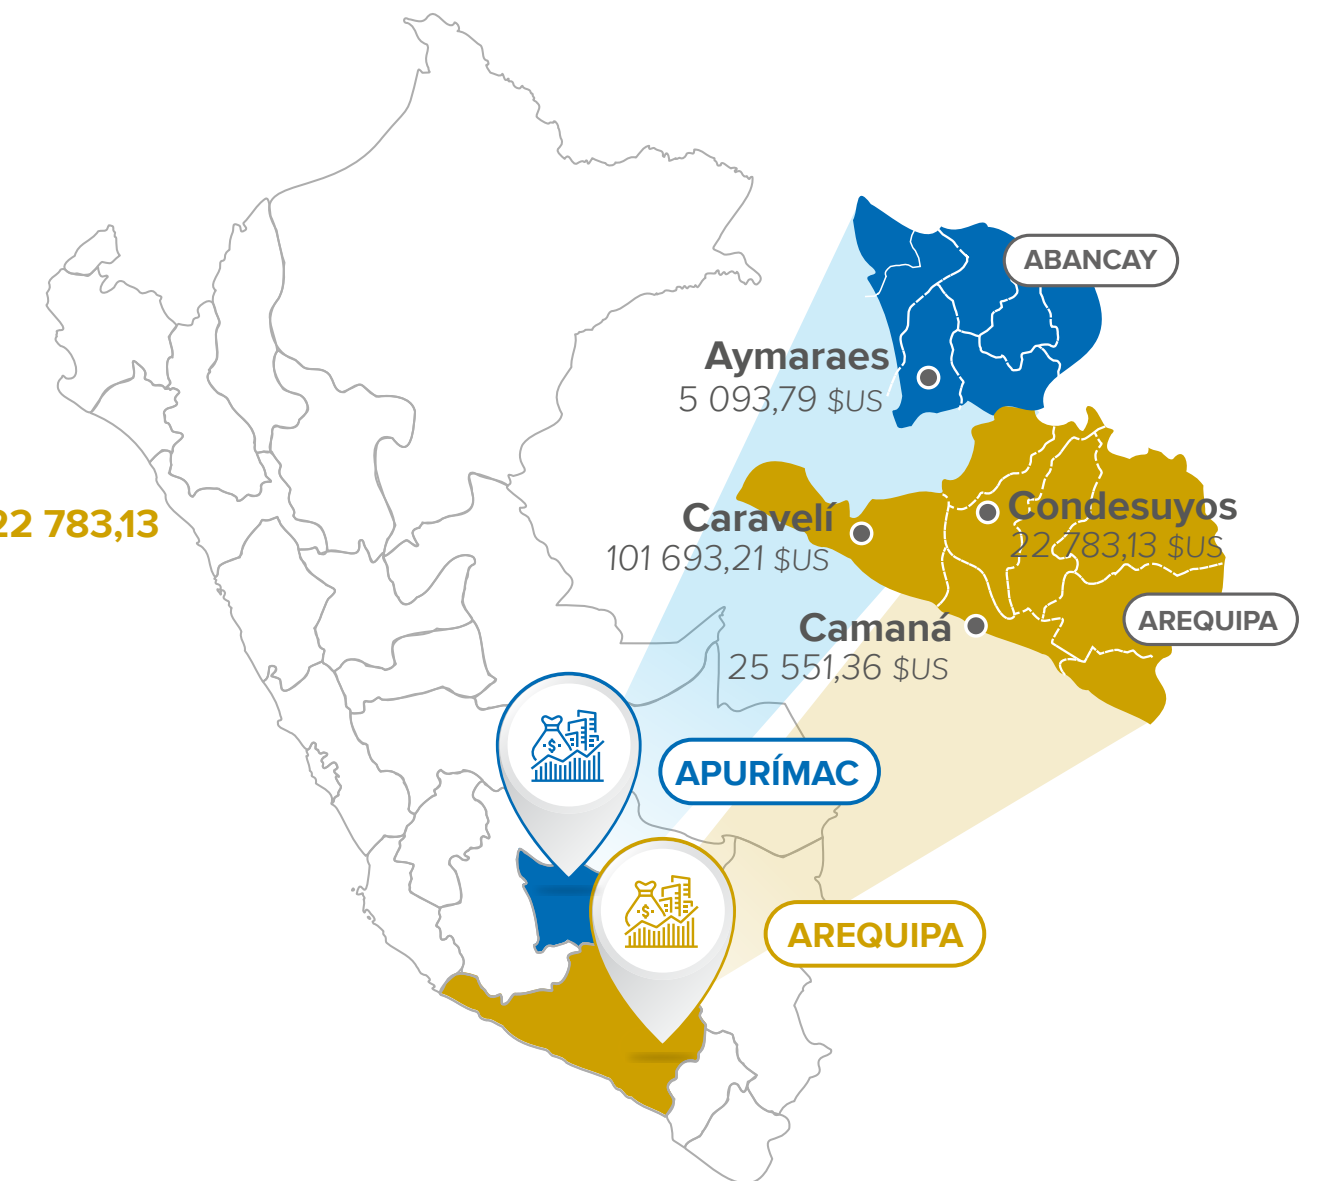 ABANCAY
Aymaraes
5 093,79 $US
Caravelí
101 693,21 $US
Condesuyos
22 783,13 $US
22 783,13
Camaná
25 551,36 $US
AREQUIPA
APURÍMAC
AREQUIPA
$
$